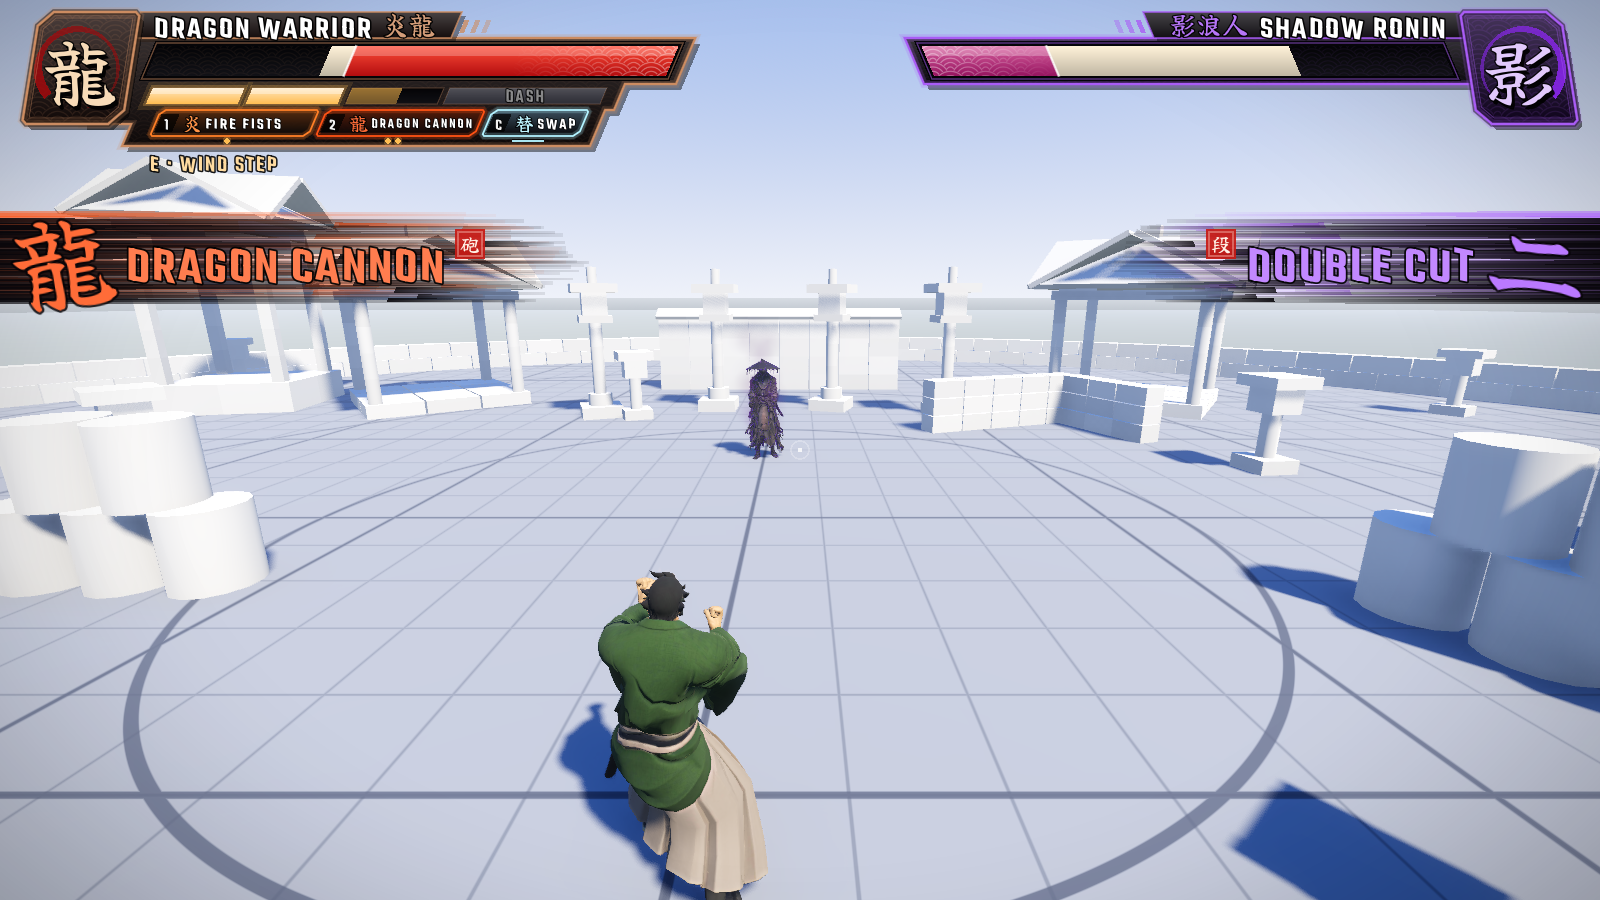 龍
DRAGON WARRIOR 炎龍
DASH
1 炎 FIRE FISTS
2 龍 DRAGON CANNON
C 替 SWAP
E · WIND STEP
影浪人 SHADOW RONIN
影
龍 DRAGON CANNON 砲
段 DOUBLE CUT 二